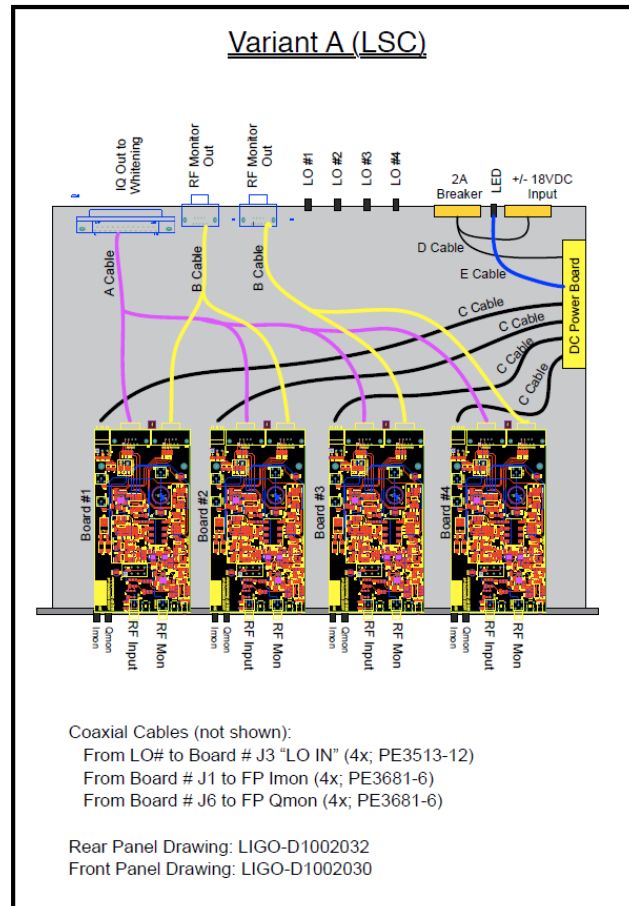 Variant A (LSC)
IQ Out to
Whitening
RF Monitor
Out
RF Monitor
Out
LO #1
LO #2
LO #3
LO #4
2A
Breaker
LED
+/- 18VDC
Input
A Cable
B Cable
B Cable
D Cable
E Cable
DC Power Board
C Cable
C Cable
C Cable
C Cable
Board #1
Board #2
Board #3
Board #4
Imon
Qmon
RF Input
RF Mon
Imon
Qmon
RF Input
RF Mon
Imon
Qmon
RF Input
RF Mon
Imon
Qmon
RF Input
RF Mon
Coaxial Cables (not shown):
From LO# to Board # J3 “LO IN” (4x; PE3513-12)
From Board # J1 to FP Imon (4x; PE3681-6)
From Board # J6 to FP Qmon (4x; PE3681-6)
Rear Panel Drawing: LIGO-D1002032
Front Panel Drawing: LIGO-D1002030